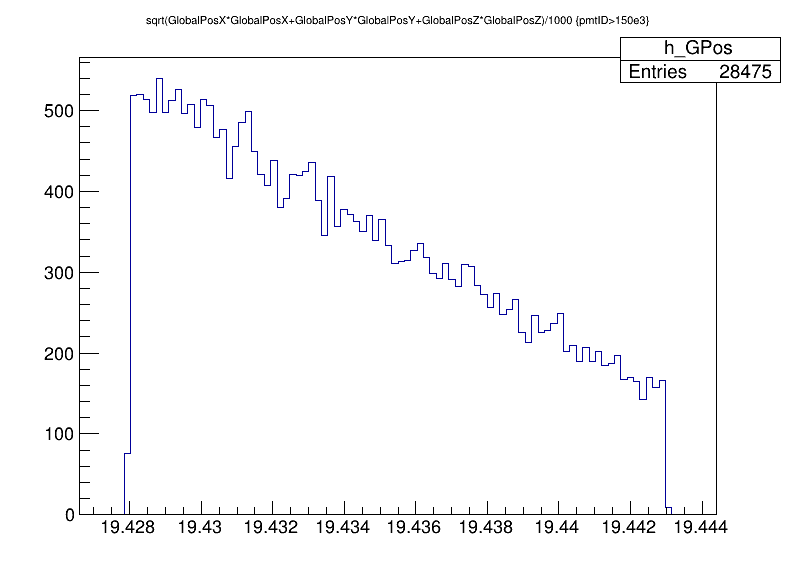 sqrt(GlobalPosX*GlobalPosX+GlobalPosY*GlobalPosY+GlobalPosZ*GlobalPosZ)/1000 {pmtID>150e3}
h_GPos
Entries 28475
500
400
300
200
100
0
19.428 19.43 19.432 19.434 19.436 19.438 19.44 19.442 19.444